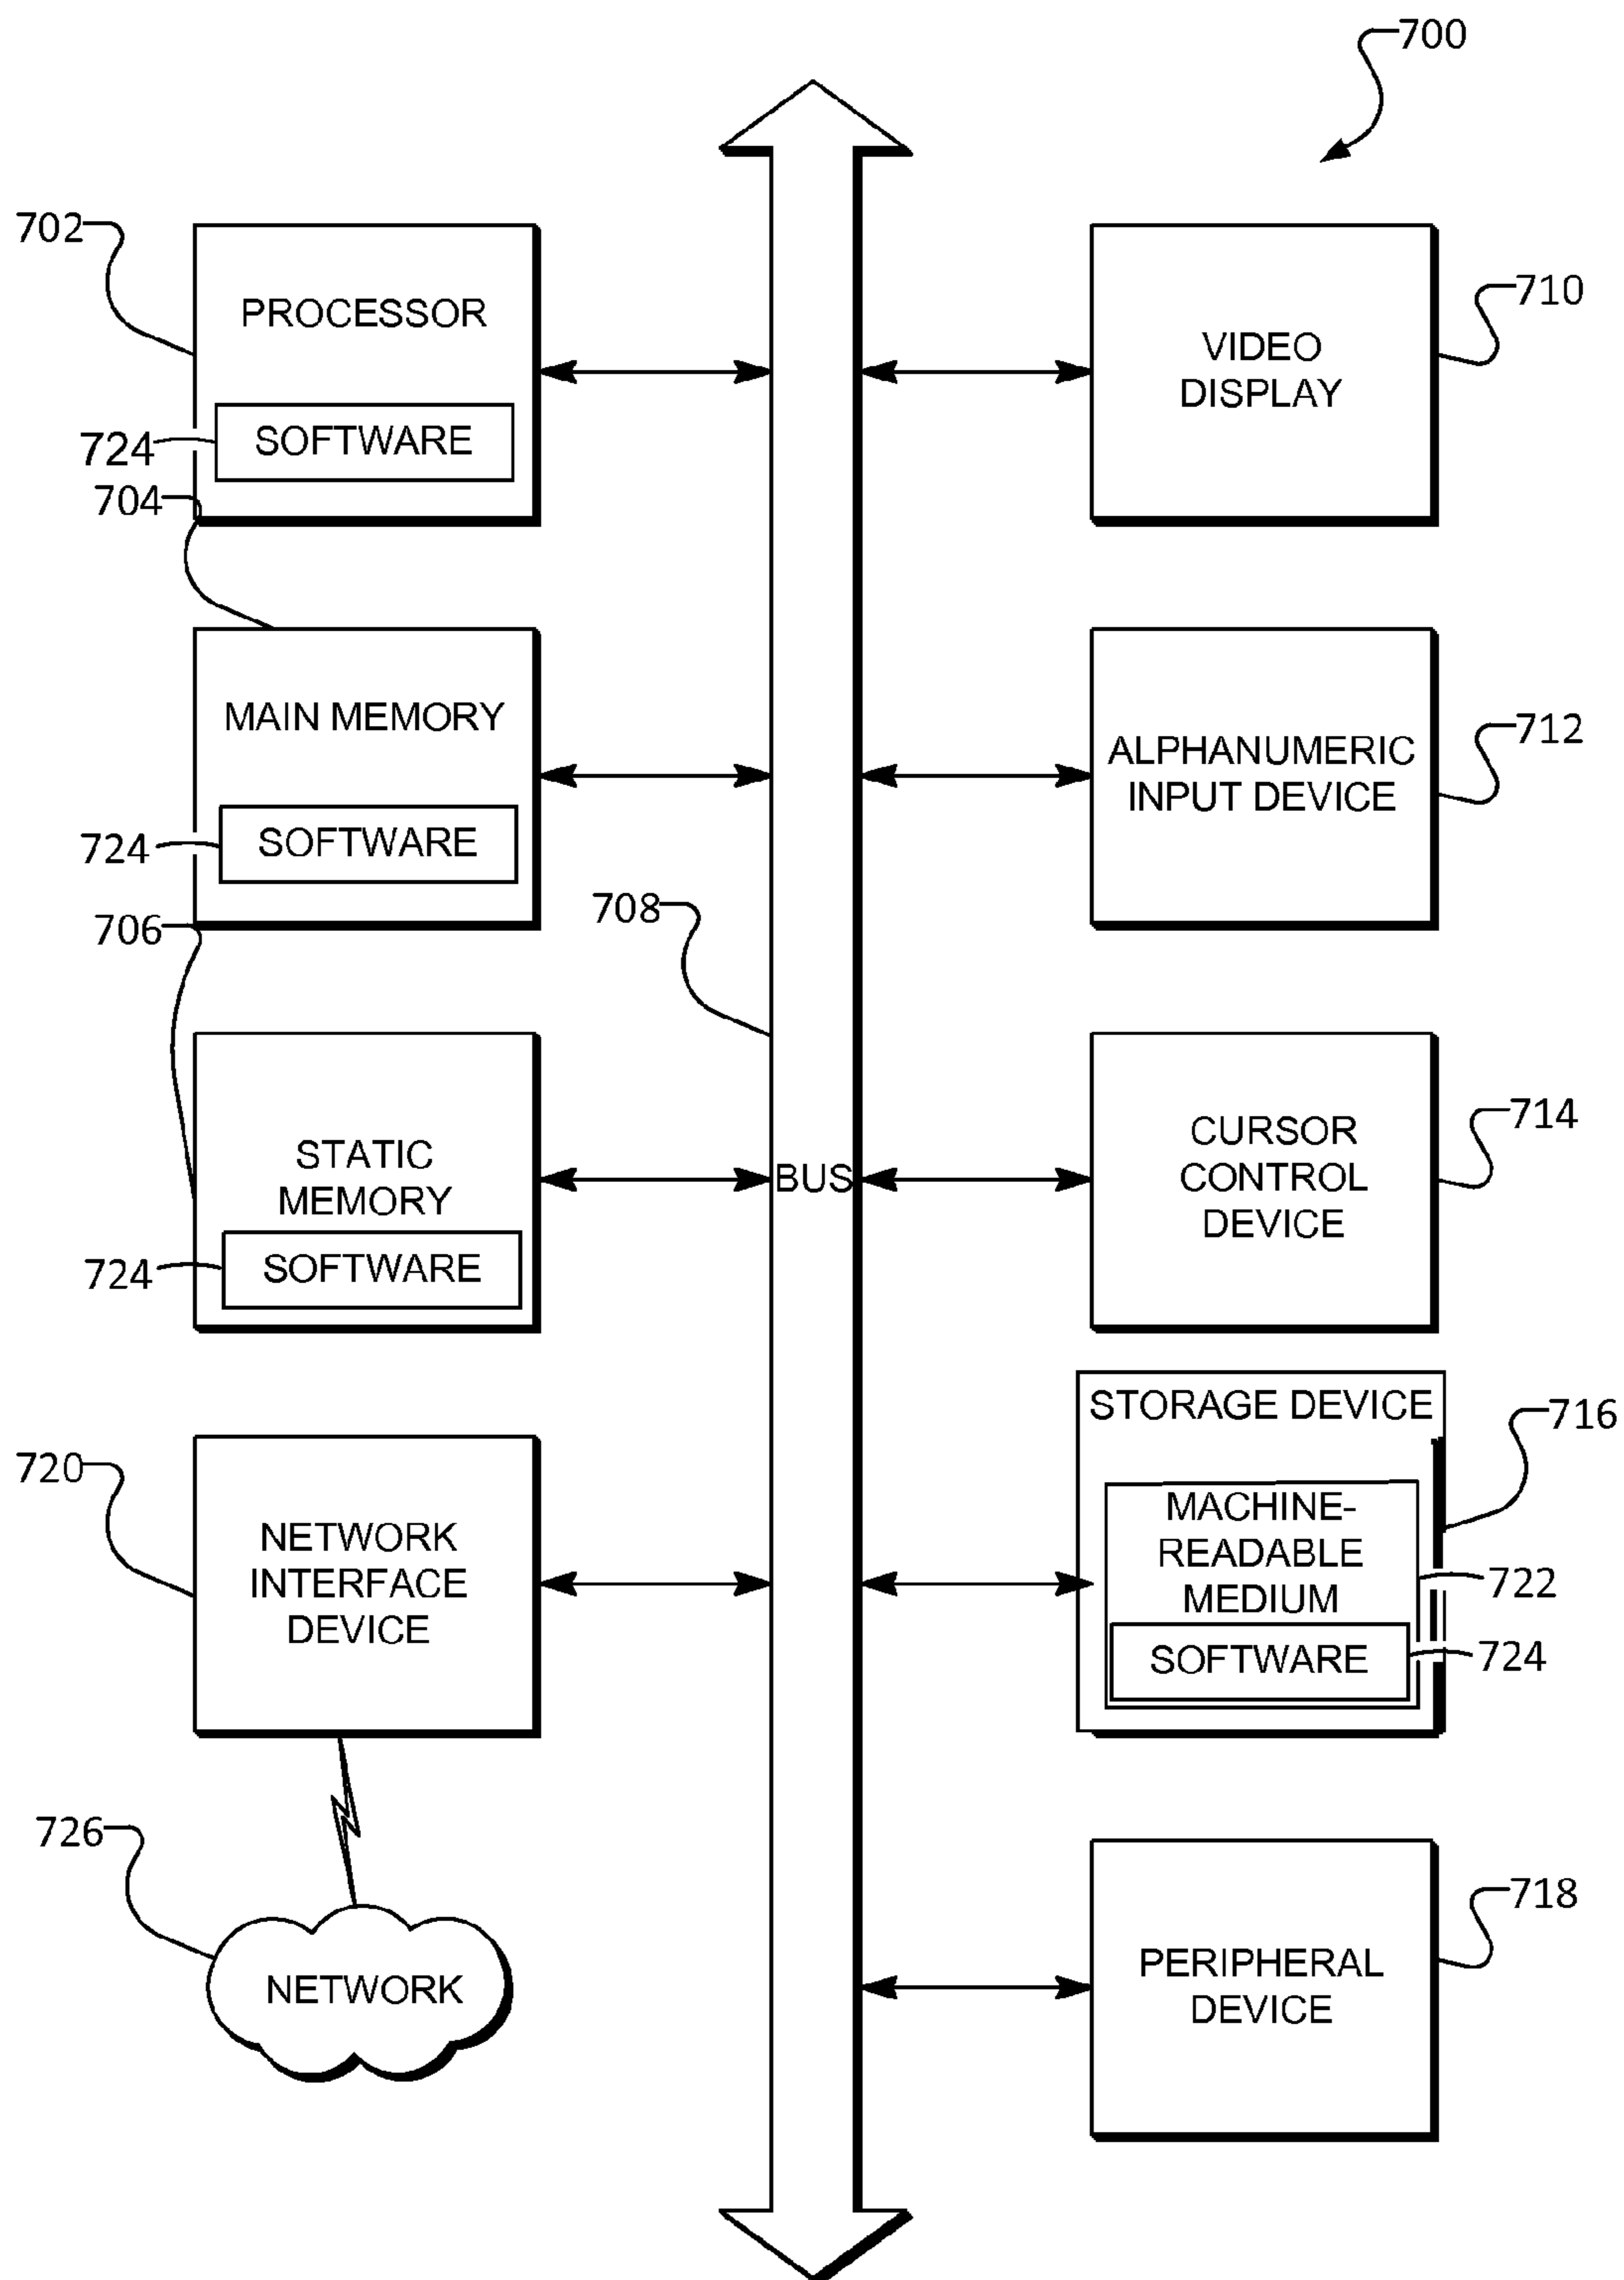 700
702
PROCESSOR
724
SOFTWARE
704
MAIN MEMORY
724
SOFTWARE
706
STATIC
MEMORY
724
SOFTWARE
720
NETWORK
INTERFACE
DEVICE
726
NETWORK
708
BUS
VIDEO
DISPLAY
710
ALPHANUMERIC
INPUT DEVICE
712
CURSOR
CONTROL
DEVICE
714
STORAGE DEVICE
716
MACHINE-
READABLE
MEDIUM
722
SOFTWARE
724
PERIPHERAL
DEVICE
718